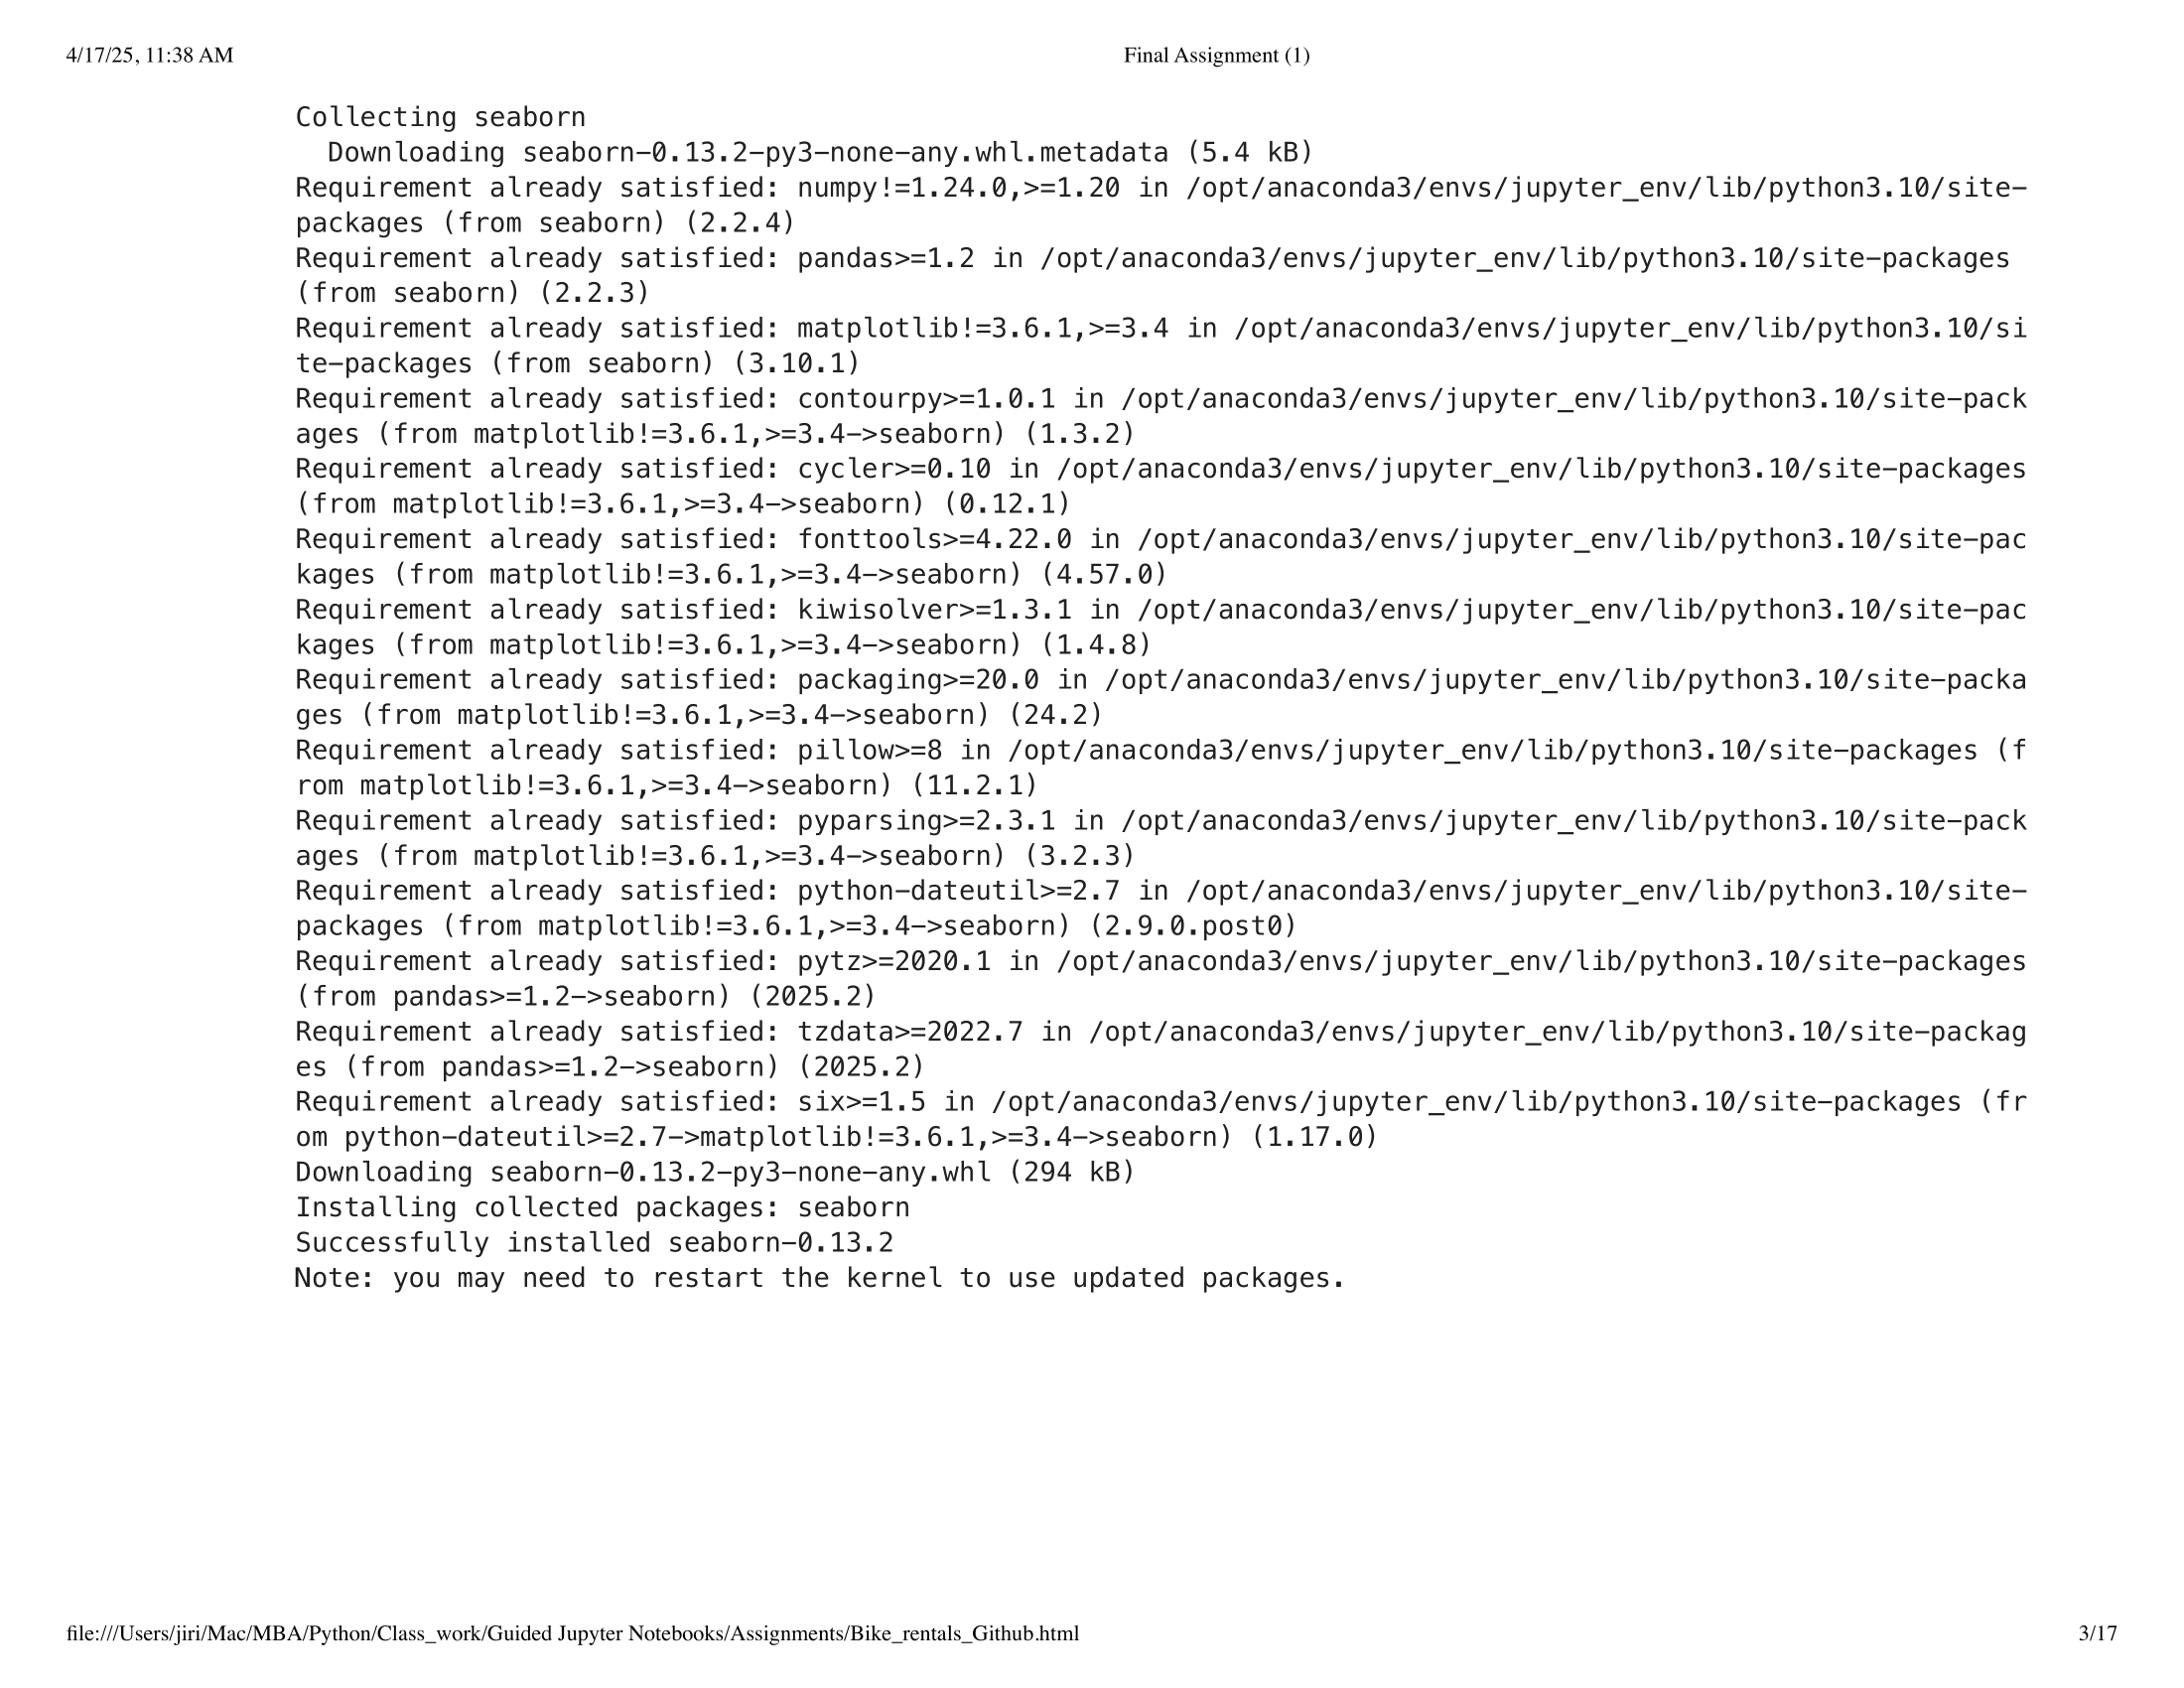 4/17/25, 11:38 AM
Final Assignment (1)
Collecting seaborn
  Downloading seaborn-0.13.2-py3-none-any.whl.metadata (5.4 kB)
Requirement already satisfied: numpy!=1.24.0,>=1.20 in /opt/anaconda3/envs/jupyter_env/lib/python3.10/site-
packages (from seaborn) (2.2.4)
Requirement already satisfied: pandas>=1.2 in /opt/anaconda3/envs/jupyter_env/lib/python3.10/site-packages
(from seaborn) (2.2.3)
Requirement already satisfied: matplotlib!=3.6.1,>=3.4 in /opt/anaconda3/envs/jupyter_env/lib/python3.10/si
te-packages (from seaborn) (3.10.1)
Requirement already satisfied: contourpy>=1.0.1 in /opt/anaconda3/envs/jupyter_env/lib/python3.10/site-pack
ages (from matplotlib!=3.6.1,>=3.4->seaborn) (1.3.2)
Requirement already satisfied: cycler>=0.10 in /opt/anaconda3/envs/jupyter_env/lib/python3.10/site-packages
(from matplotlib!=3.6.1,>=3.4->seaborn) (0.12.1)
Requirement already satisfied: fonttools>=4.22.0 in /opt/anaconda3/envs/jupyter_env/lib/python3.10/site-pac
kages (from matplotlib!=3.6.1,>=3.4->seaborn) (4.57.0)
Requirement already satisfied: kiwisolver>=1.3.1 in /opt/anaconda3/envs/jupyter_env/lib/python3.10/site-pac
kages (from matplotlib!=3.6.1,>=3.4->seaborn) (1.4.8)
Requirement already satisfied: packaging>=20.0 in /opt/anaconda3/envs/jupyter_env/lib/python3.10/site-packa
ges (from matplotlib!=3.6.1,>=3.4->seaborn) (24.2)
Requirement already satisfied: pillow>=8 in /opt/anaconda3/envs/jupyter_env/lib/python3.10/site-packages (f
rom matplotlib!=3.6.1,>=3.4->seaborn) (11.2.1)
Requirement already satisfied: pyparsing>=2.3.1 in /opt/anaconda3/envs/jupyter_env/lib/python3.10/site-pack
ages (from matplotlib!=3.6.1,>=3.4->seaborn) (3.2.3)
Requirement already satisfied: python-dateutil>=2.7 in /opt/anaconda3/envs/jupyter_env/lib/python3.10/site-
packages (from matplotlib!=3.6.1,>=3.4->seaborn) (2.9.0.post0)
Requirement already satisfied: pytz>=2020.1 in /opt/anaconda3/envs/jupyter_env/lib/python3.10/site-packages
(from pandas>=1.2->seaborn) (2025.2)
Requirement already satisfied: tzdata>=2022.7 in /opt/anaconda3/envs/jupyter_env/lib/python3.10/site-packag
es (from pandas>=1.2->seaborn) (2025.2)
Requirement already satisfied: six>=1.5 in /opt/anaconda3/envs/jupyter_env/lib/python3.10/site-packages (fr
om python-dateutil>=2.7->matplotlib!=3.6.1,>=3.4->seaborn) (1.17.0)
Downloading seaborn-0.13.2-py3-none-any.whl (294 kB)
Installing collected packages: seaborn
Successfully installed seaborn-0.13.2
Note: you may need to restart the kernel to use updated packages.
file:///Users/jiri/Mac/MBA/Python/Class_work/Guided Jupyter Notebooks/Assignments/Bike_rentals_Github.html
3/17